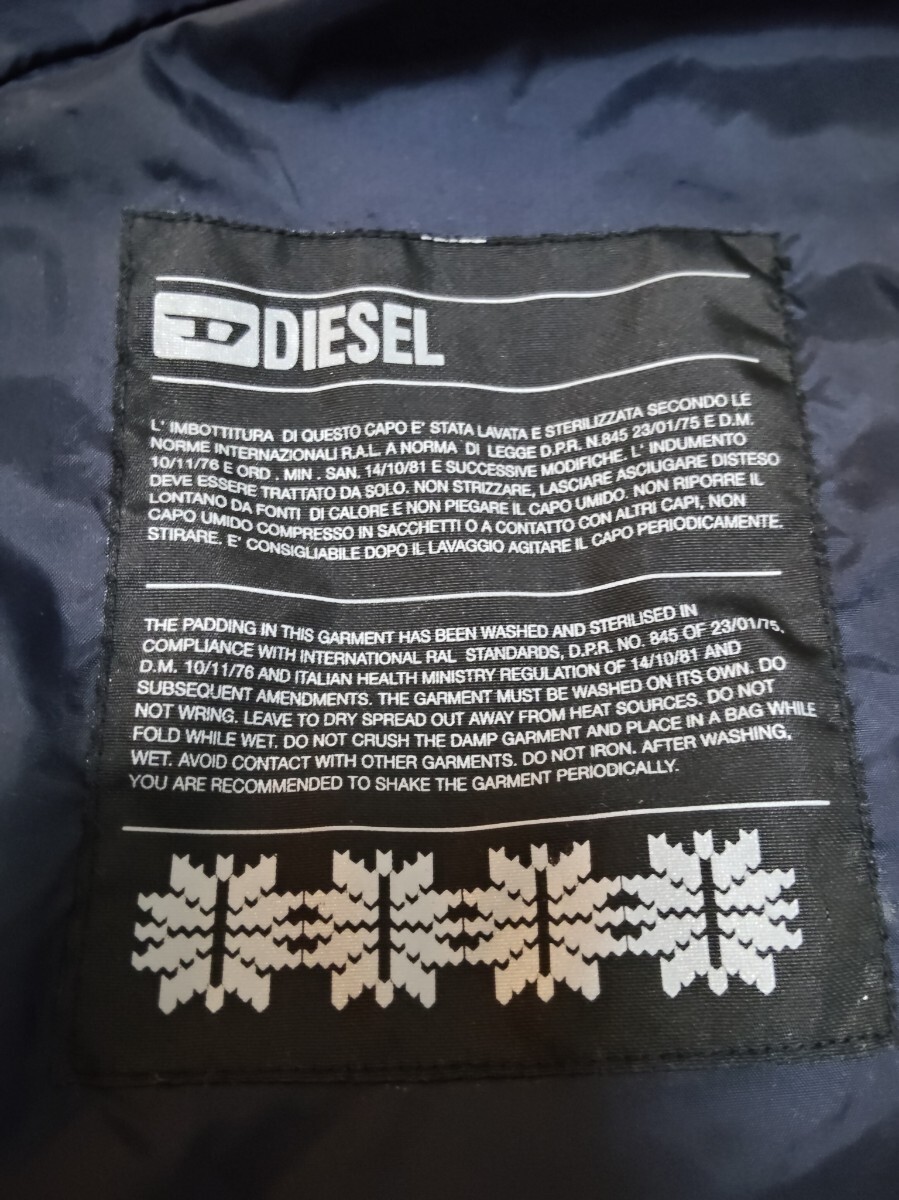 D DIESEL
L' IMBOTTITURA DI QUESTO CAPO E' STATA LAVATA E STERILIZZATA SECONDO LE
NORME INTERNAZIONALI R.A.L. A NORMA DI LEGGE D.P.R. N.845 23/01/75 E D.M.
10/11/76 E ORD . MIN . SAN. 14/10/81 E SUCCESSIVE MODIFICHE. L' INDUMENTO
DEVE ESSERE TRATTATO DA SOLO. NON STRIZZARE, LASCIARE ASCIUGARE DISTESO
LONTANO DA FONTI DI CALORE E NON PIEGARE IL CAPO UMIDO. NON RIPORRE IL
CAPO UMIDO COMPRESSO IN SACCHETTI O A CONTATTO CON ALTRI CAPI, NON
STIRARE. E' CONSIGLIABILE DOPO IL LAVAGGIO AGITARE IL CAPO PERIODICAMENTE.
THE PADDING IN THIS GARMENT HAS BEEN WASHED AND STERILISED IN
COMPLIANCE WITH INTERNATIONAL RAL STANDARDS, D.P.R. NO. 845 OF 23/01/75,
D.M. 10/11/76 AND ITALIAN HEALTH MINISTRY REGULATION OF 14/10/81 AND
SUBSEQUENT AMENDMENTS. THE GARMENT MUST BE WASHED ON ITS OWN. DO
NOT WRING. LEAVE TO DRY SPREAD OUT AWAY FROM HEAT SOURCES. DO NOT
FOLD WHILE WET. DO NOT CRUSH THE DAMP GARMENT AND PLACE IN A BAG WHILE
WET. AVOID CONTACT WITH OTHER GARMENTS. DO NOT IRON. AFTER WASHING,
YOU ARE RECOMMENDED TO SHAKE THE GARMENT PERIODICALLY.